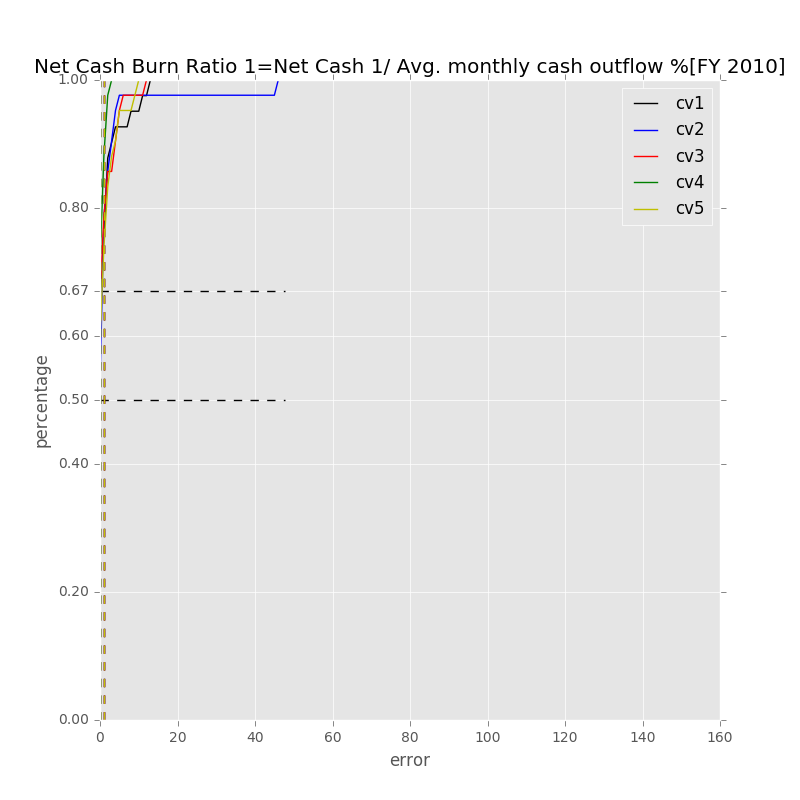 Net Cash Burn Ratio 1=Net Cash 1/ Avg. monthly cash outflow %[FY 2010]
1.00
cv1
cv2
cv3
cv4
cv5
0.80
0.67
0.60
0.50
0.40
0.20
0.00
percentage
0 20 40 60 80 100 120 140 160
error